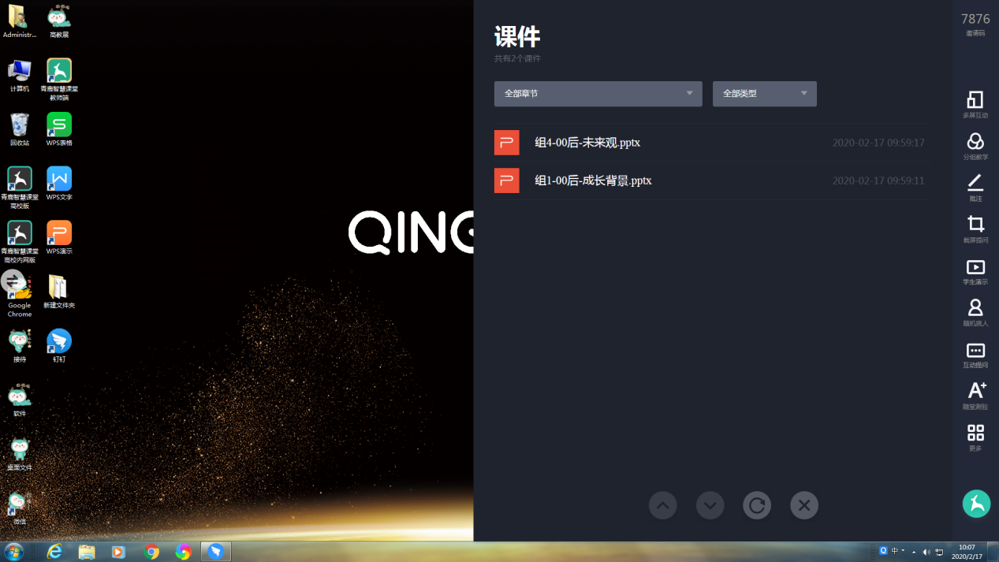 Administr...
高教展
计算机
青鹿智慧课堂
教师端
回收站
WPS表格
青鹿智慧课堂
高校版
WPS文字
青鹿智慧课堂
高校内网版
WPS演示
Google
Chrome
新建文件夹
接待
钉钉
软件
桌面文件
微信
QING
课件
共有2个课件
全部章节
全部类型
组4-00后-未来观.pptx
2020-02-17 09:59:17
组1-00后-成长背景.pptx
2020-02-17 09:59:11
7876
邀请码
多屏互动
分组教学
批注
截屏提问
学生演示
随机挑人
互动提问
随堂测验
更多
中
10:07
2020/2/17